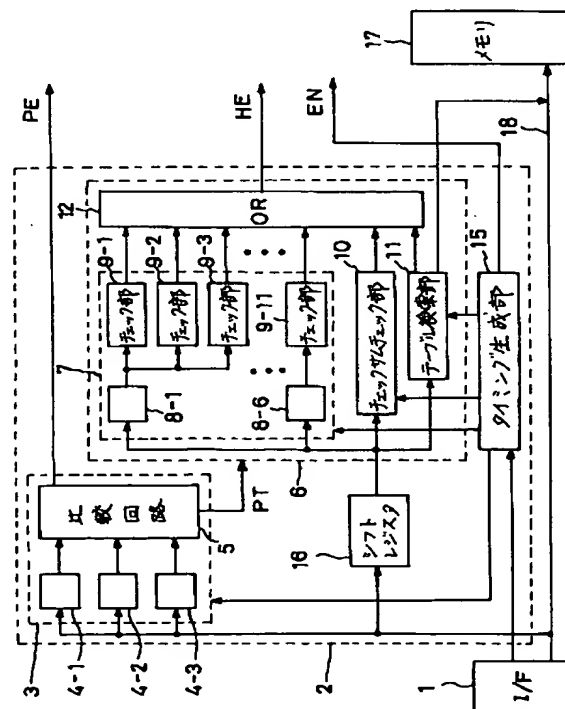 PE
HE
EN
17
メモリ
18
12
OR
9-1
チェック部
9-2
チェック部
9-3
チェック部
9-11
チェック部
7
8-1
8-6
10
チェックサムチェック部
11
テーブル検索部
15
タイミング生成部
6
PT
比較回路
5
16
シフト
レジスタ
3
4-1
4-2
4-3
2
1
I/F